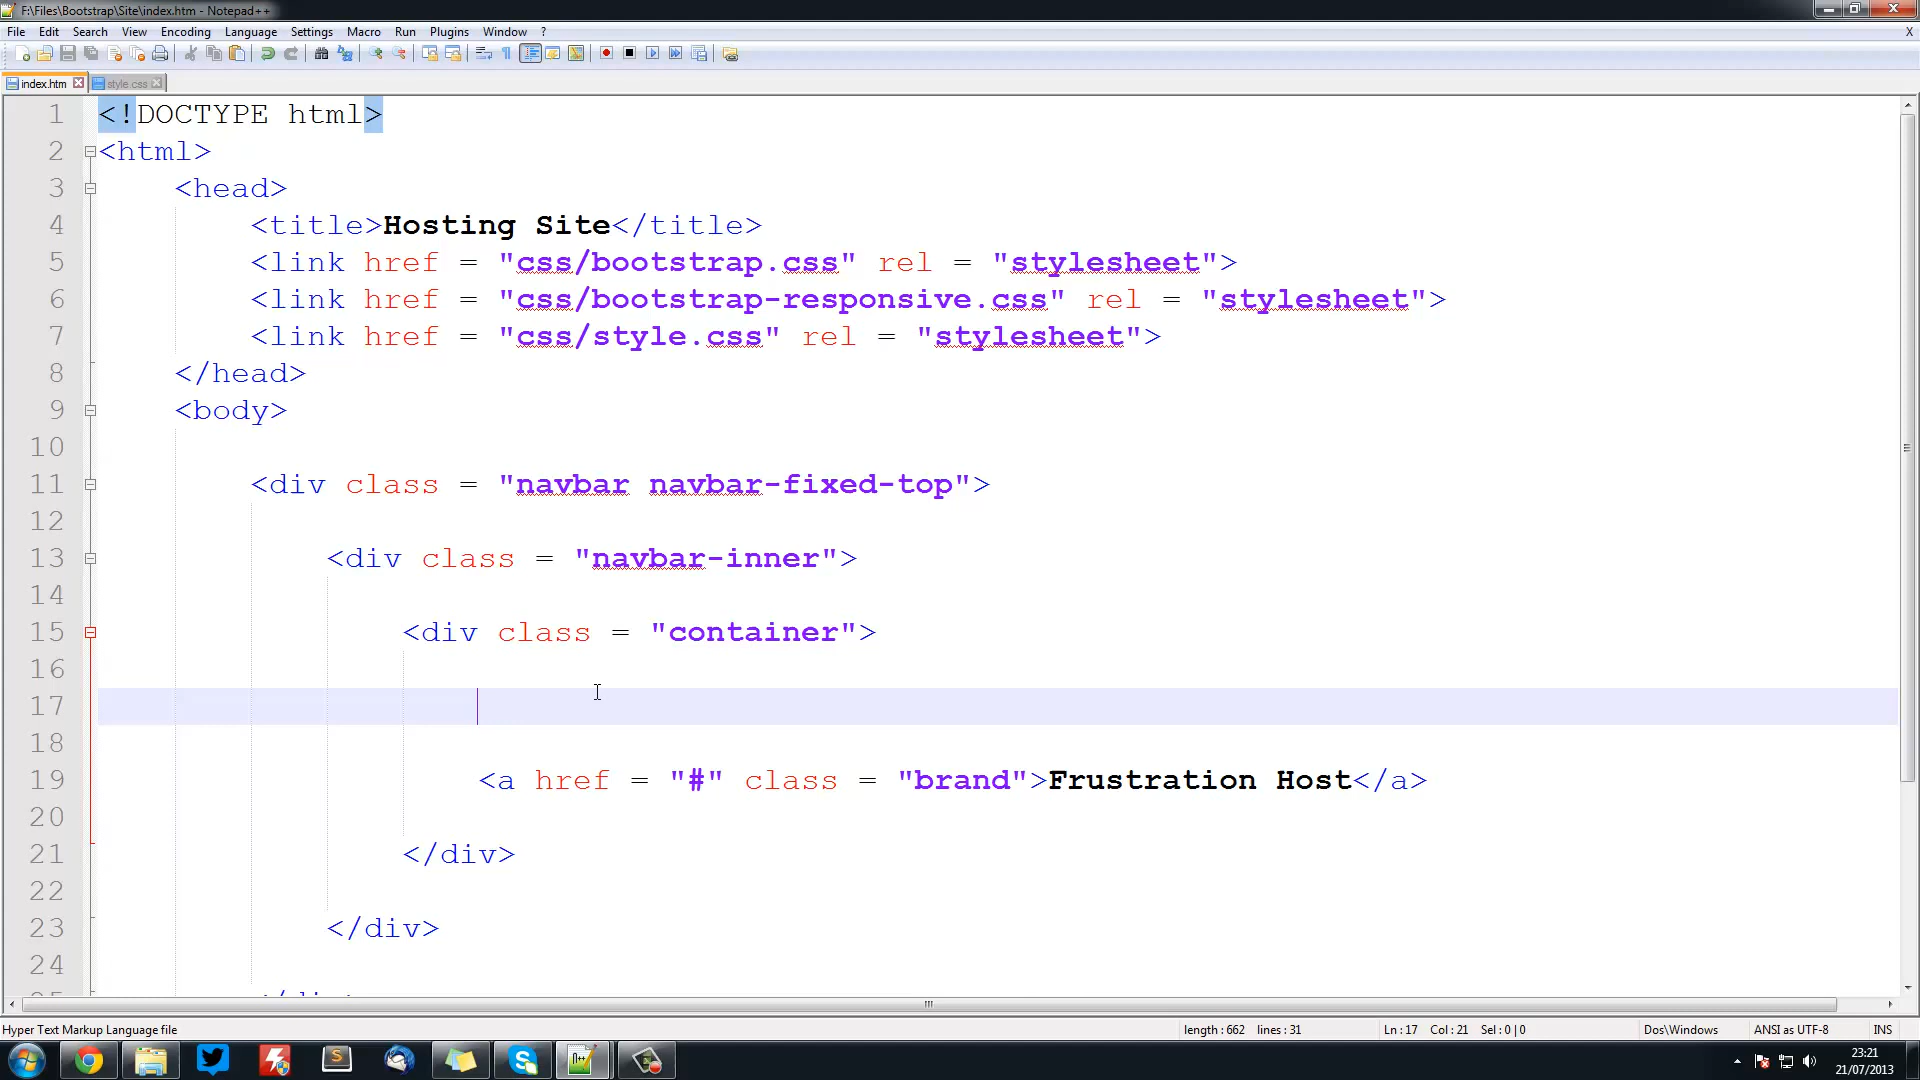 F:\Files\Bootstrap\Site\index.htm - Notepad++
File Edit Search View Encoding Language Settings Macro Run Plugins Window ? X
index.htm style.css
1 <!DOCTYPE html>
2 <html>
3 <head>
4 <title>Hosting Site</title>
5 <link href = "css/bootstrap.css" rel = "stylesheet">
6 <link href = "css/bootstrap-responsive.css" rel = "stylesheet">
7 <link href = "css/style.css" rel = "stylesheet">
8 </head>
9 <body>
10
11 <div class = "navbar navbar-fixed-top">
12
13 <div class = "navbar-inner">
14
15 <div class = "container">
16
17
18
19 <a href = "#" class = "brand">Frustration Host</a>
20
21 </div>
22
23 </div>
24
Hyper Text Markup Language file length : 662 lines : 31 Ln : 17 Col : 21 Sel : 0 | 0 Dos\Windows ANSI as UTF-8 INS
23:21
21/07/2013